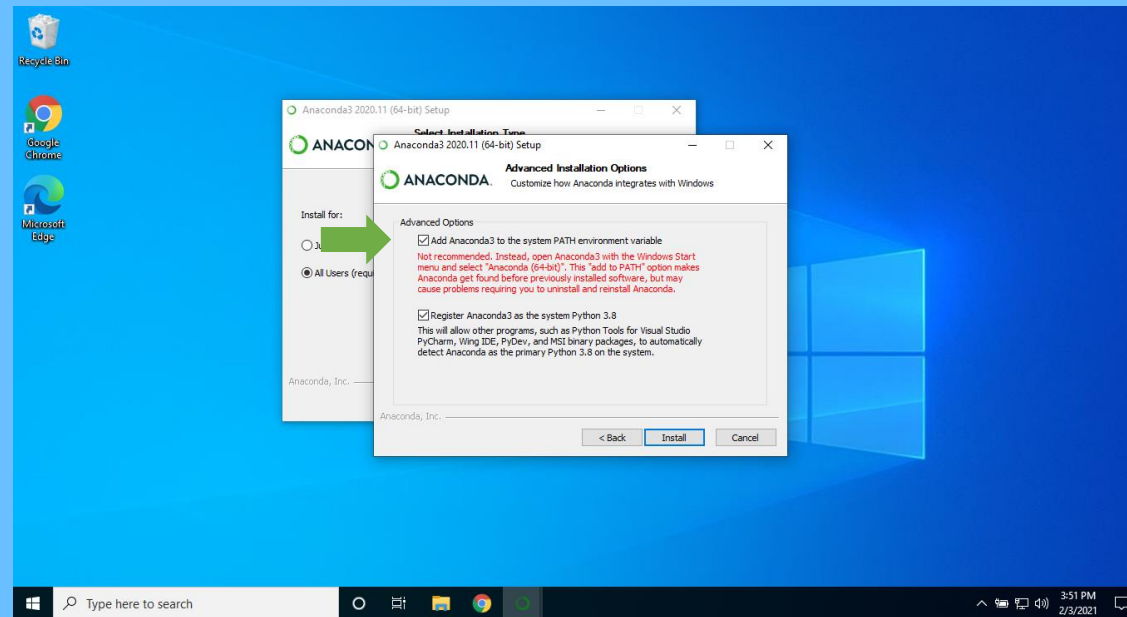 Recycle Bin
Google
Chrome
Microsoft
Edge
Anaconda3 2020.11 (64-bit) Setup
ANACON
Select Installation Type
Install for:
All Users (requ
Anaconda, Inc.
Anaconda3 2020.11 (64-bit) Setup
ANACONDA.
Advanced Installation Options
Customize how Anaconda integrates with Windows
Advanced Options
Add Anaconda3 to the system PATH environment variable
Not recommended. Instead, open Anaconda3 with the Windows Start
menu and select "Anaconda (64-bit)". This "add to PATH" option makes
Anaconda get found before previously installed software, but may
cause problems requiring you to uninstall and reinstall Anaconda.
Register Anaconda3 as the system Python 3.8
This will allow other programs, such as Python Tools for Visual Studio
PyCharm, Wing IDE, PyDev, and MSI binary packages, to automatically
detect Anaconda as the primary Python 3.8 on the system.
Anaconda, Inc.
< Back
Install
Cancel
Type here to search
3:51 PM
2/3/2021